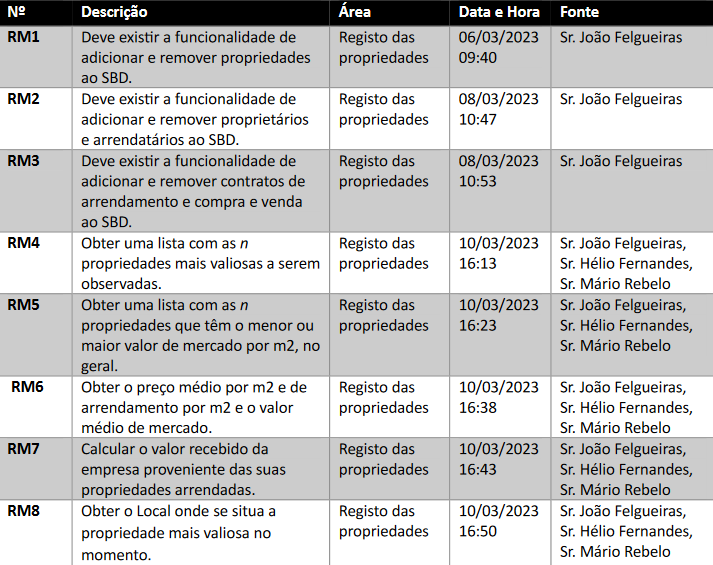 Nº Descrição Área Data e Hora Fonte
RM1 Deve existir a funcionalidade de Registo das 06/03/2023 Sr. João Felgueiras
adicionar e remover propriedades propriedades 09:40
ao SBD.
RM2 Deve existir a funcionalidade de Registo das 08/03/2023 Sr. João Felgueiras
adicionar e remover proprietários propriedades 10:47
e arrendatários ao SBD.
RM3 Deve existir a funcionalidade de Registo das 08/03/2023 Sr. João Felgueiras
adicionar e remover contratos de propriedades 10:53
arrendamento e compra e venda
ao SBD.
RM4 Obter uma lista com as n Registo das 10/03/2023 Sr. João Felgueiras,
propriedades mais valiosas a serem propriedades 16:13 Sr. Hélio Fernandes,
observadas. Sr. Mário Rebelo
RM5 Obter uma lista com as n Registo das 10/03/2023 Sr. João Felgueiras,
propriedades que têm o menor ou propriedades 16:23 Sr. Hélio Fernandes,
maior valor de mercado por m2, no Sr. Mário Rebelo
geral.
RM6 Obter o preço médio por m2 e de Registo das 10/03/2023 Sr. João Felgueiras,
arrendamento por m2 e o valor propriedades 16:38 Sr. Hélio Fernandes,
médio de mercado. Sr. Mário Rebelo
RM7 Calcular o valor recebido da Registo das 10/03/2023 Sr. João Felgueiras,
empresa proveniente das suas propriedades 16:43 Sr. Hélio Fernandes,
propriedades arrendadas. Sr. Mário Rebelo
RM8 Obter o Local onde se situa a Registo das 10/03/2023 Sr. João Felgueiras,
propriedade mais valiosa no propriedades 16:50 Sr. Hélio Fernandes,
momento. Sr. Mário Rebelo